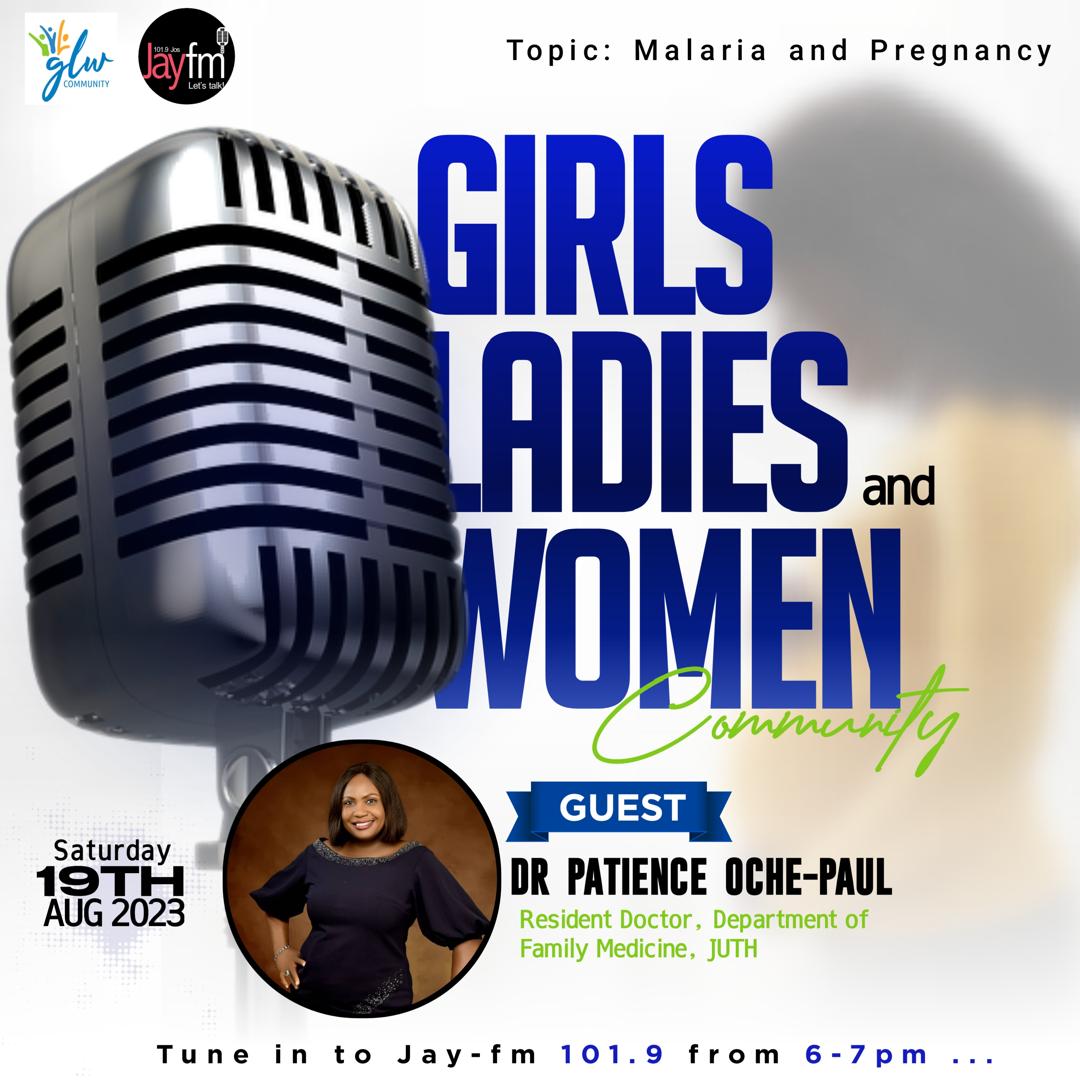 glw
COMMUNITY
101.9 Jos
Jayfm
Let's talk!
Topic: Malaria and Pregnancy
GIRLS
LADIES and
WOMEN
Community
GUEST
DR PATIENCE OCHE-PAUL
Resident Doctor, Department of
Family Medicine, JUTH
Saturday
19TH
AUG 2023
Tune in to Jay-fm 101.9 from 6-7pm ...